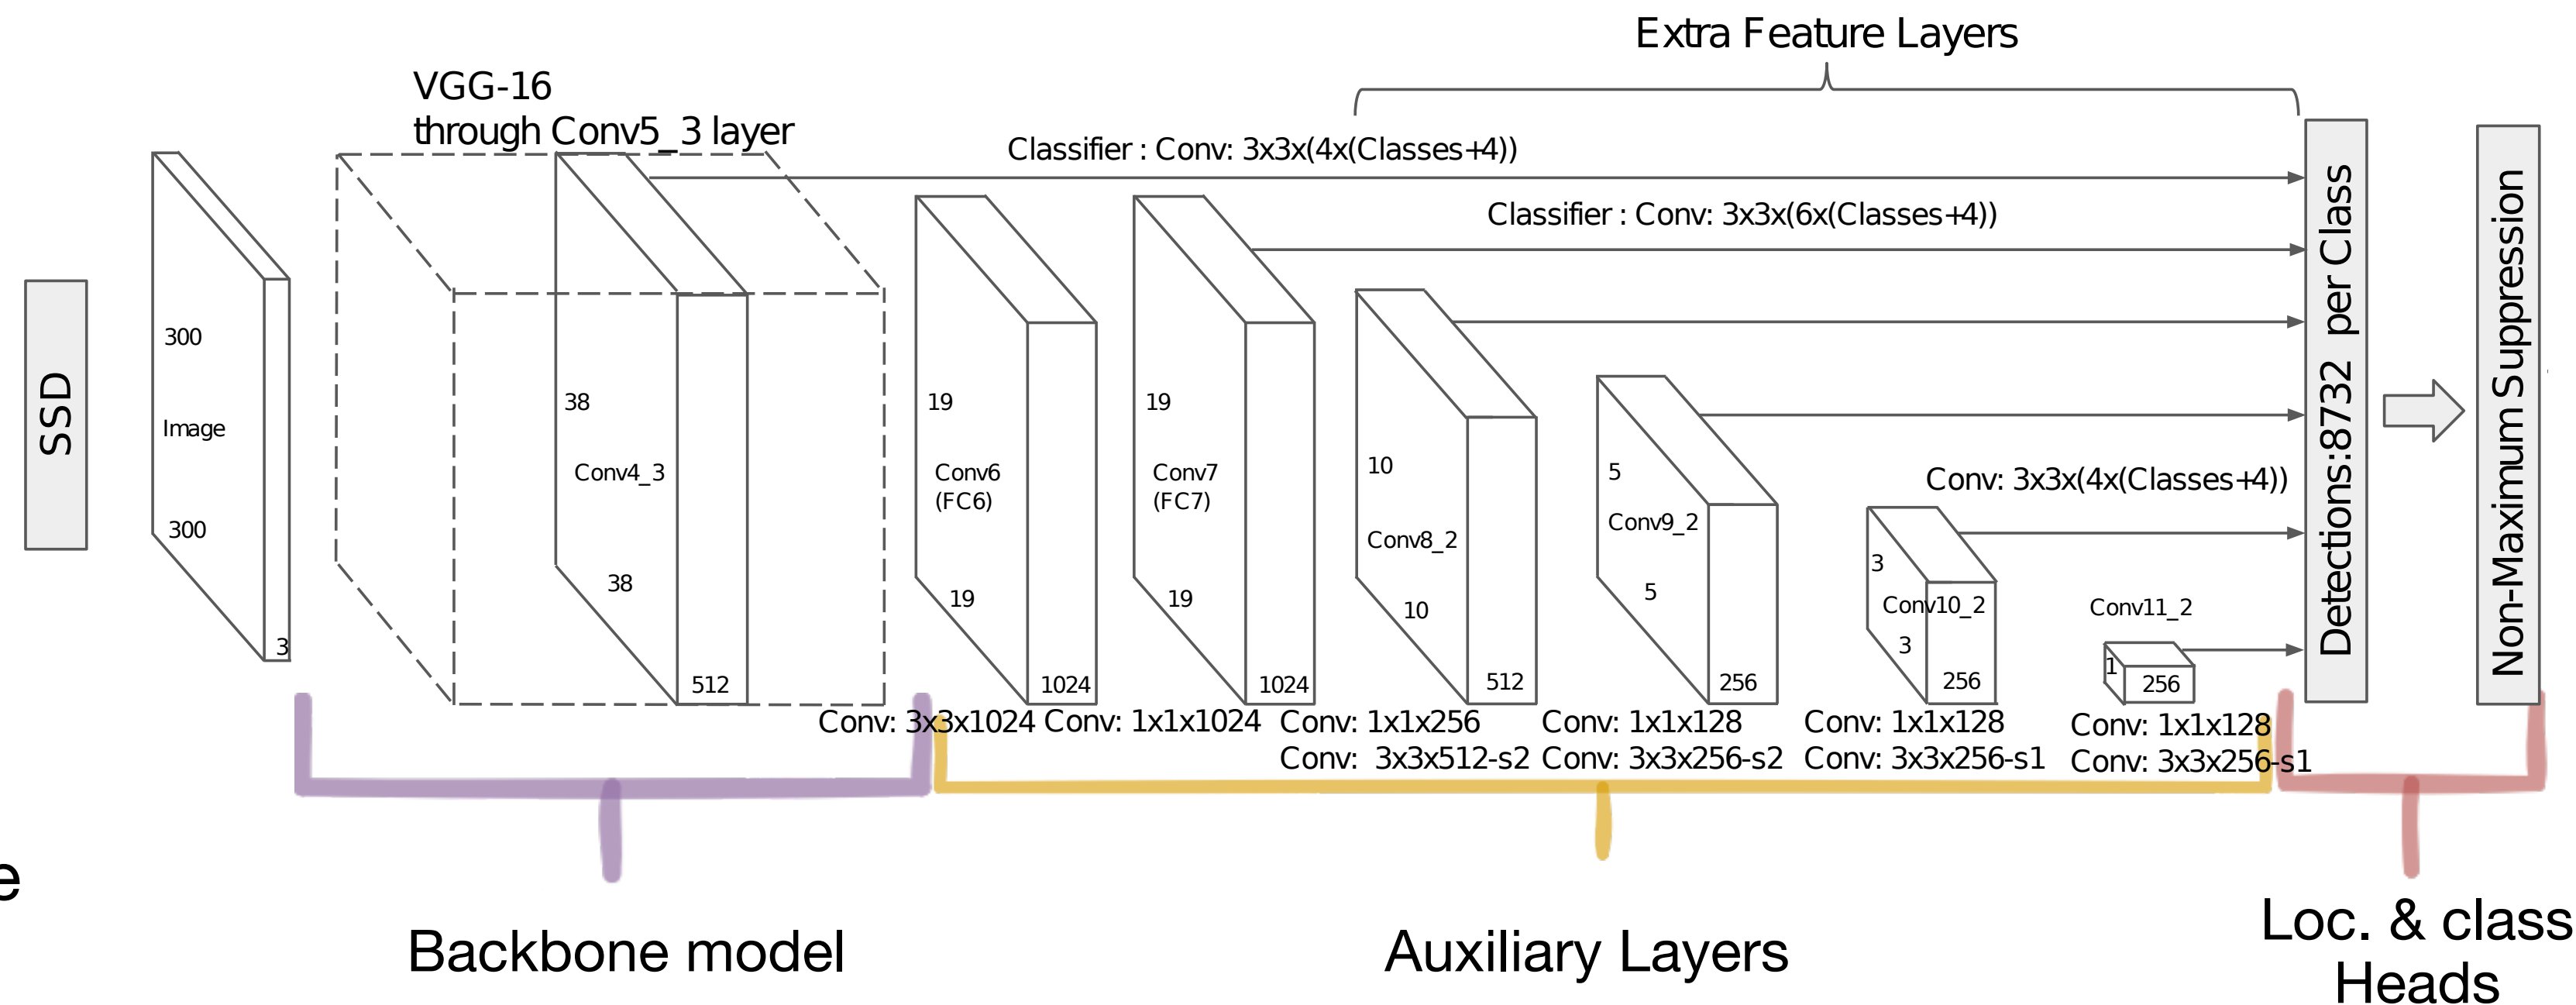 Extra Feature Layers
VGG-16
through Conv5_3 layer
Classifier : Conv: 3x3x(4x(Classes+4))
Classifier : Conv: 3x3x(6x(Classes+4))
SSD
300
Image
300
3
38
Conv4_3
38
512
19
Conv6
(FC6)
19
1024
19
Conv7
(FC7)
19
1024
10
Conv8_2
10
512
5
Conv9_2
5
256
Conv: 3x3x(4x(Classes+4))
3
Conv10_2
3
256
Conv11_2
1
256
Detections:8732 per Class
Non-Maximum Suppression
Conv: 3x3x1024
Conv: 1x1x1024
Conv: 1x1x256
Conv: 3x3x512-s2
Conv: 1x1x128
Conv: 3x3x256-s2
Conv: 1x1x128
Conv: 3x3x256-s1
Conv: 1x1x128
Conv: 3x3x256-s1
e
Backbone model
Auxiliary Layers
Loc. & class
Heads